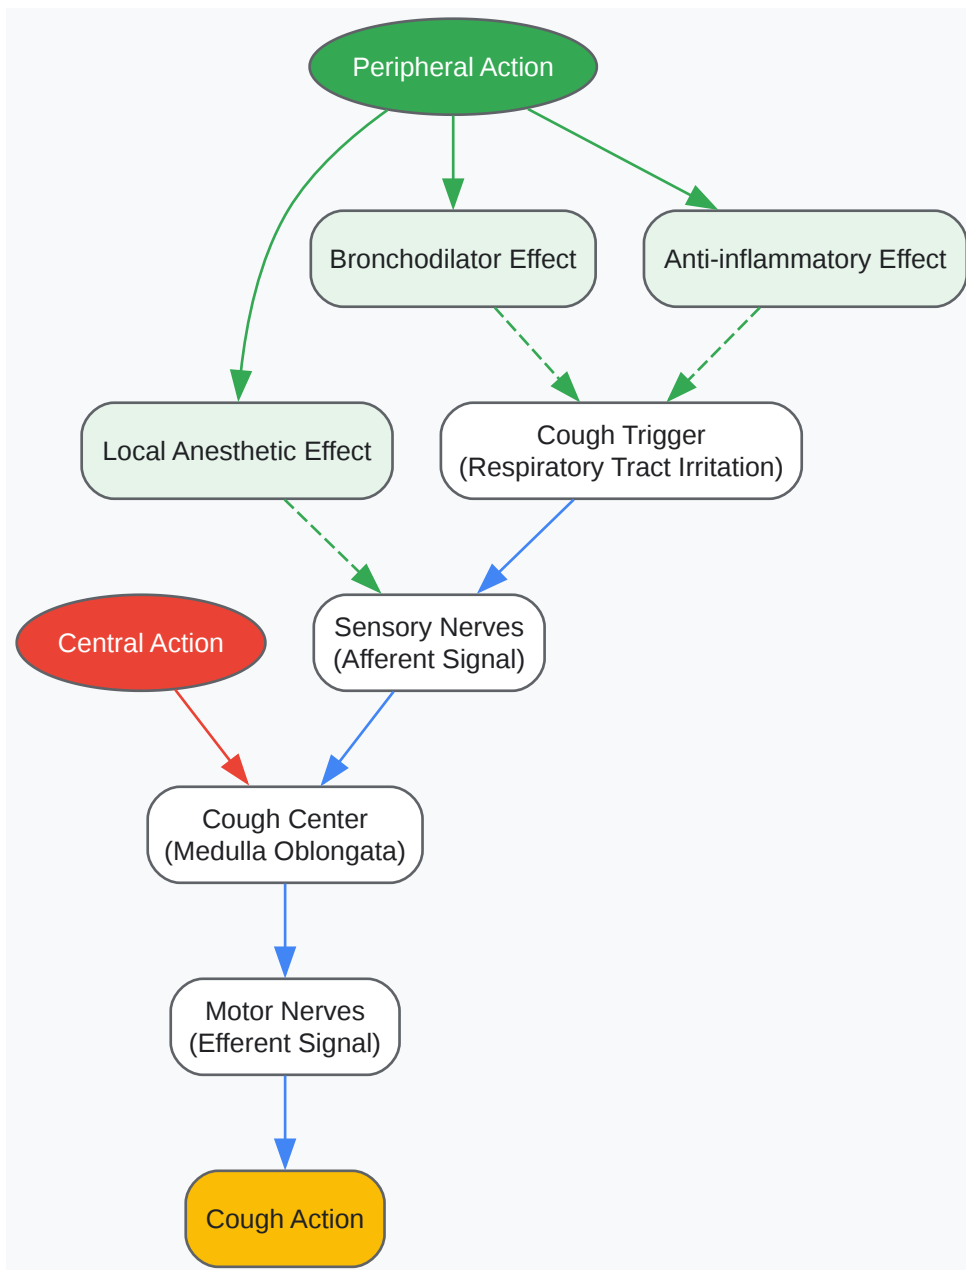 Peripheral Action
Bronchodilator Effect
Anti-inflammatory Effect
Local Anesthetic Effect
Cough Trigger
(Respiratory Tract Irritation)
Sensory Nerves
(Afferent Signal)
Central Action
Cough Center
(Medulla Oblongata)
Motor Nerves
(Efferent Signal)
Cough Action